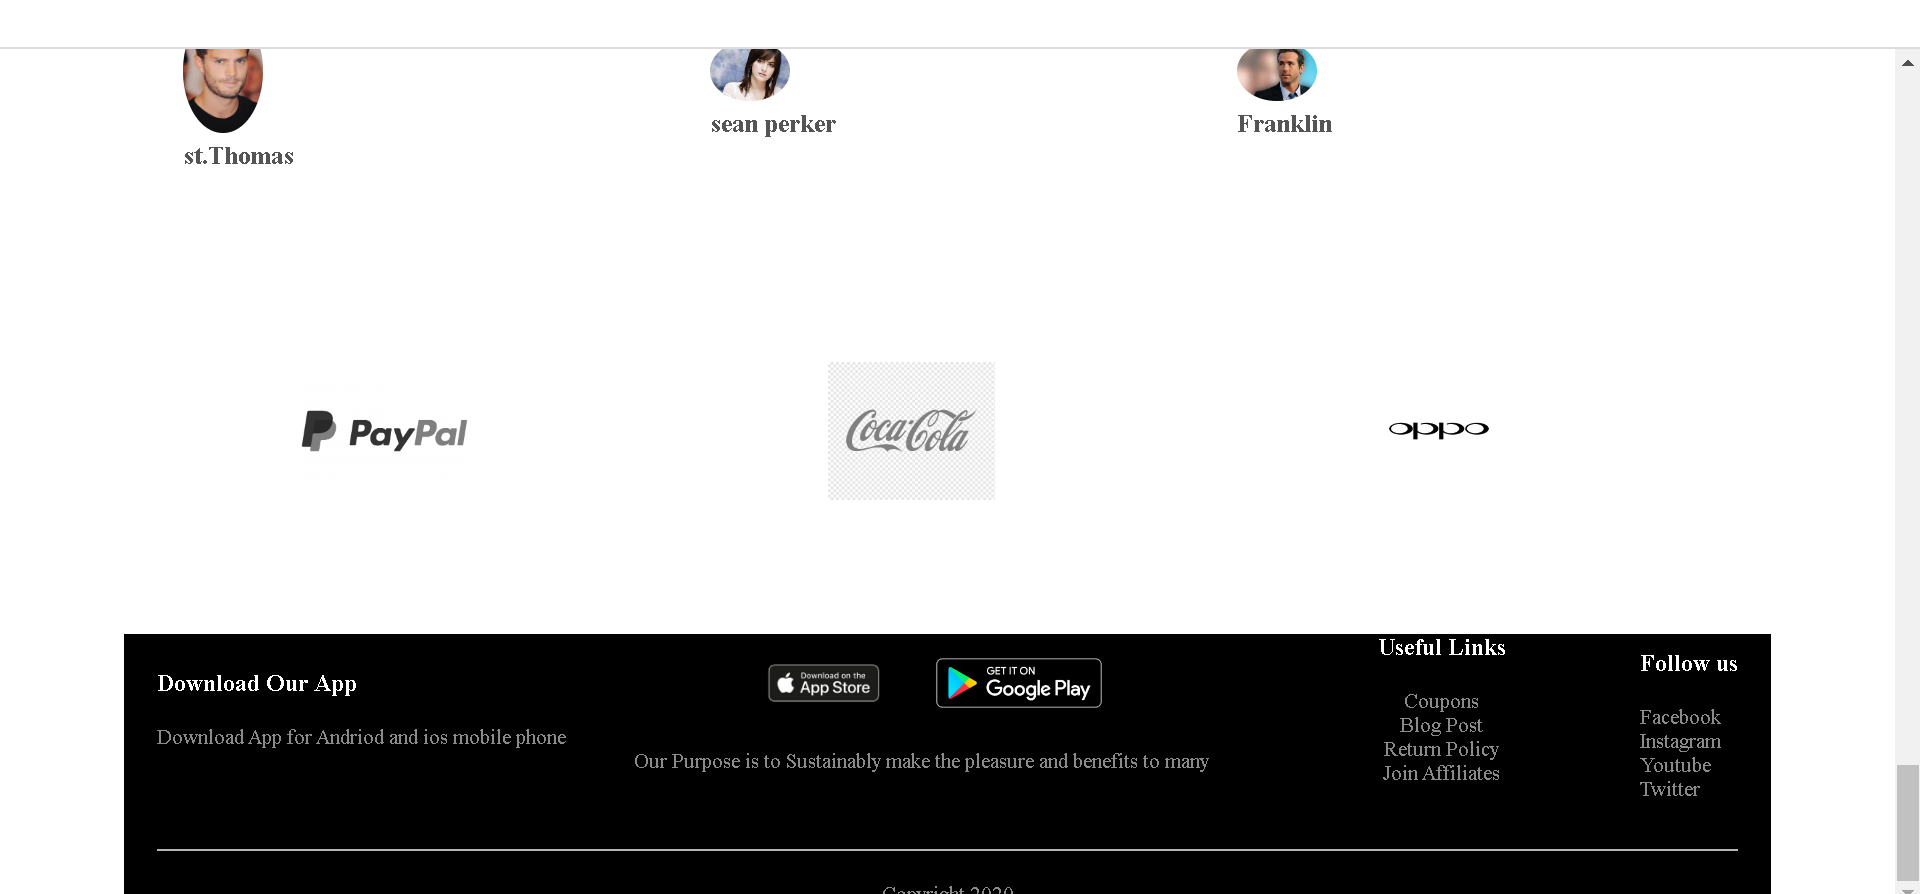 st.Thomas
sean perker
Franklin
PayPal
Coca-Cola
oppo
Download Our App
Download App for Andriod and ios mobile phone
Download on the
App Store
GET IT ON
Google Play
Our Purpose is to Sustainably make the pleasure and benefits to many
Useful Links
Coupons
Blog Post
Return Policy
Join Affiliates
Follow us
Facebook
Instagram
Youtube
Twitter
Copyright 2020